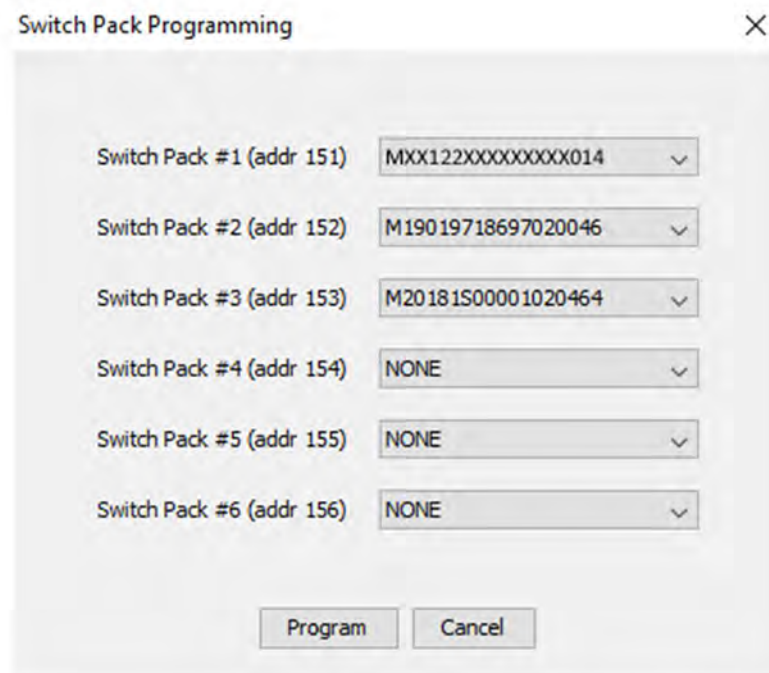 Switch Pack Programming
Switch Pack #1 (addr 151) MXX122XXXXXXXXX014
Switch Pack #2 (addr 152) M19019718697020046
Switch Pack #3 (addr 153) M20181S00001020464
Switch Pack #4 (addr 154) NONE
Switch Pack #5 (addr 155) NONE
Switch Pack #6 (addr 156) NONE
Program Cancel